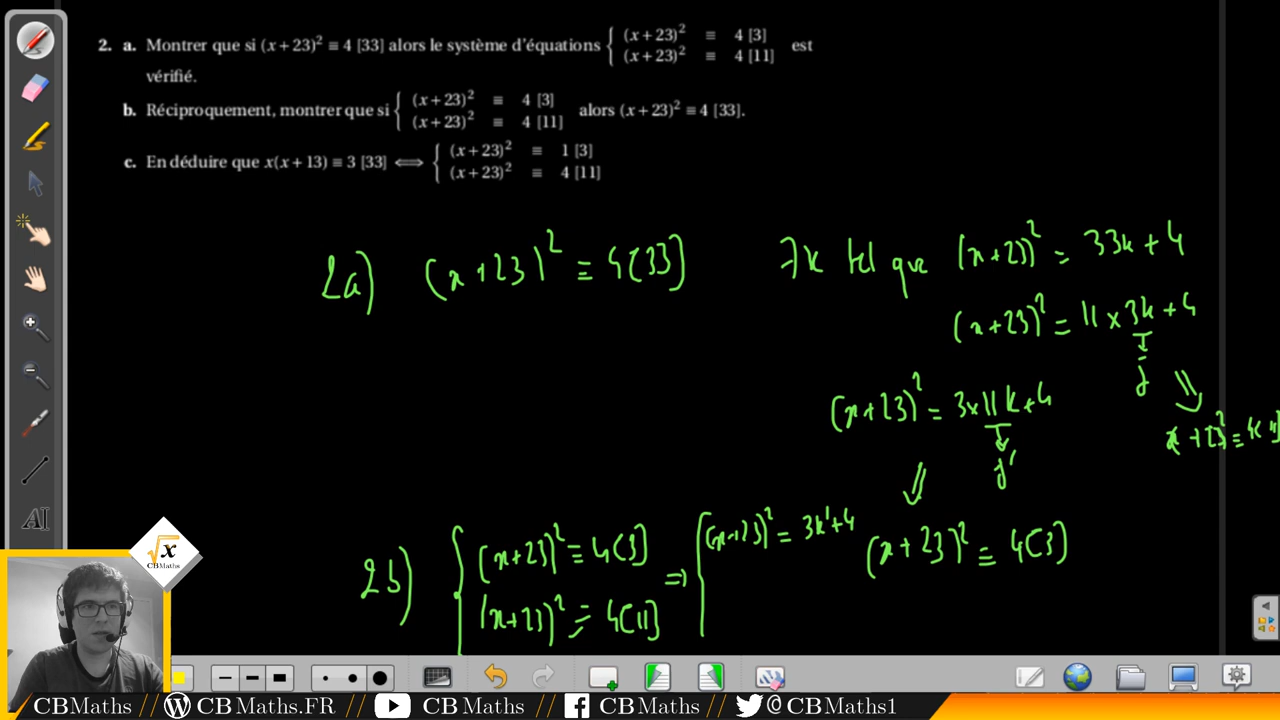 2. a. Montrer que si (x+23)² ≡ 4 [33] alors le système d'équations { (x+23)² ≡ 4 [3] est
(x+23)² ≡ 4 [11]
vérifié.
b. Réciproquement, montrer que si { (x+23)² ≡ 4 [3] alors (x+23)² ≡ 4 [33].
(x+23)² ≡ 4 [11]
c. En déduire que x(x+13) ≡ 3 [33] ⟺ { (x+23)² ≡ 1 [3]
(x+23)² ≡ 4 [11]
2a) (x+23)² ≡ 4[33] ∃k tel que (x+23)² = 33k+4
(x+23)² = 11 × 3k + 4
= j
(x+23)² = 3×11k+4
j'
x+23² ≡ 4[11]
(x+23)² ≡ 4[3]
2b) { (x+23)² ≡ 4[3] ⇒ { (x+23)² = 3k'+4
(x+23)² ≡ 4[11]
√x
CBMaths
AI
CBMaths // CBMaths.FR // CBMaths // CBMaths // @CBMaths1